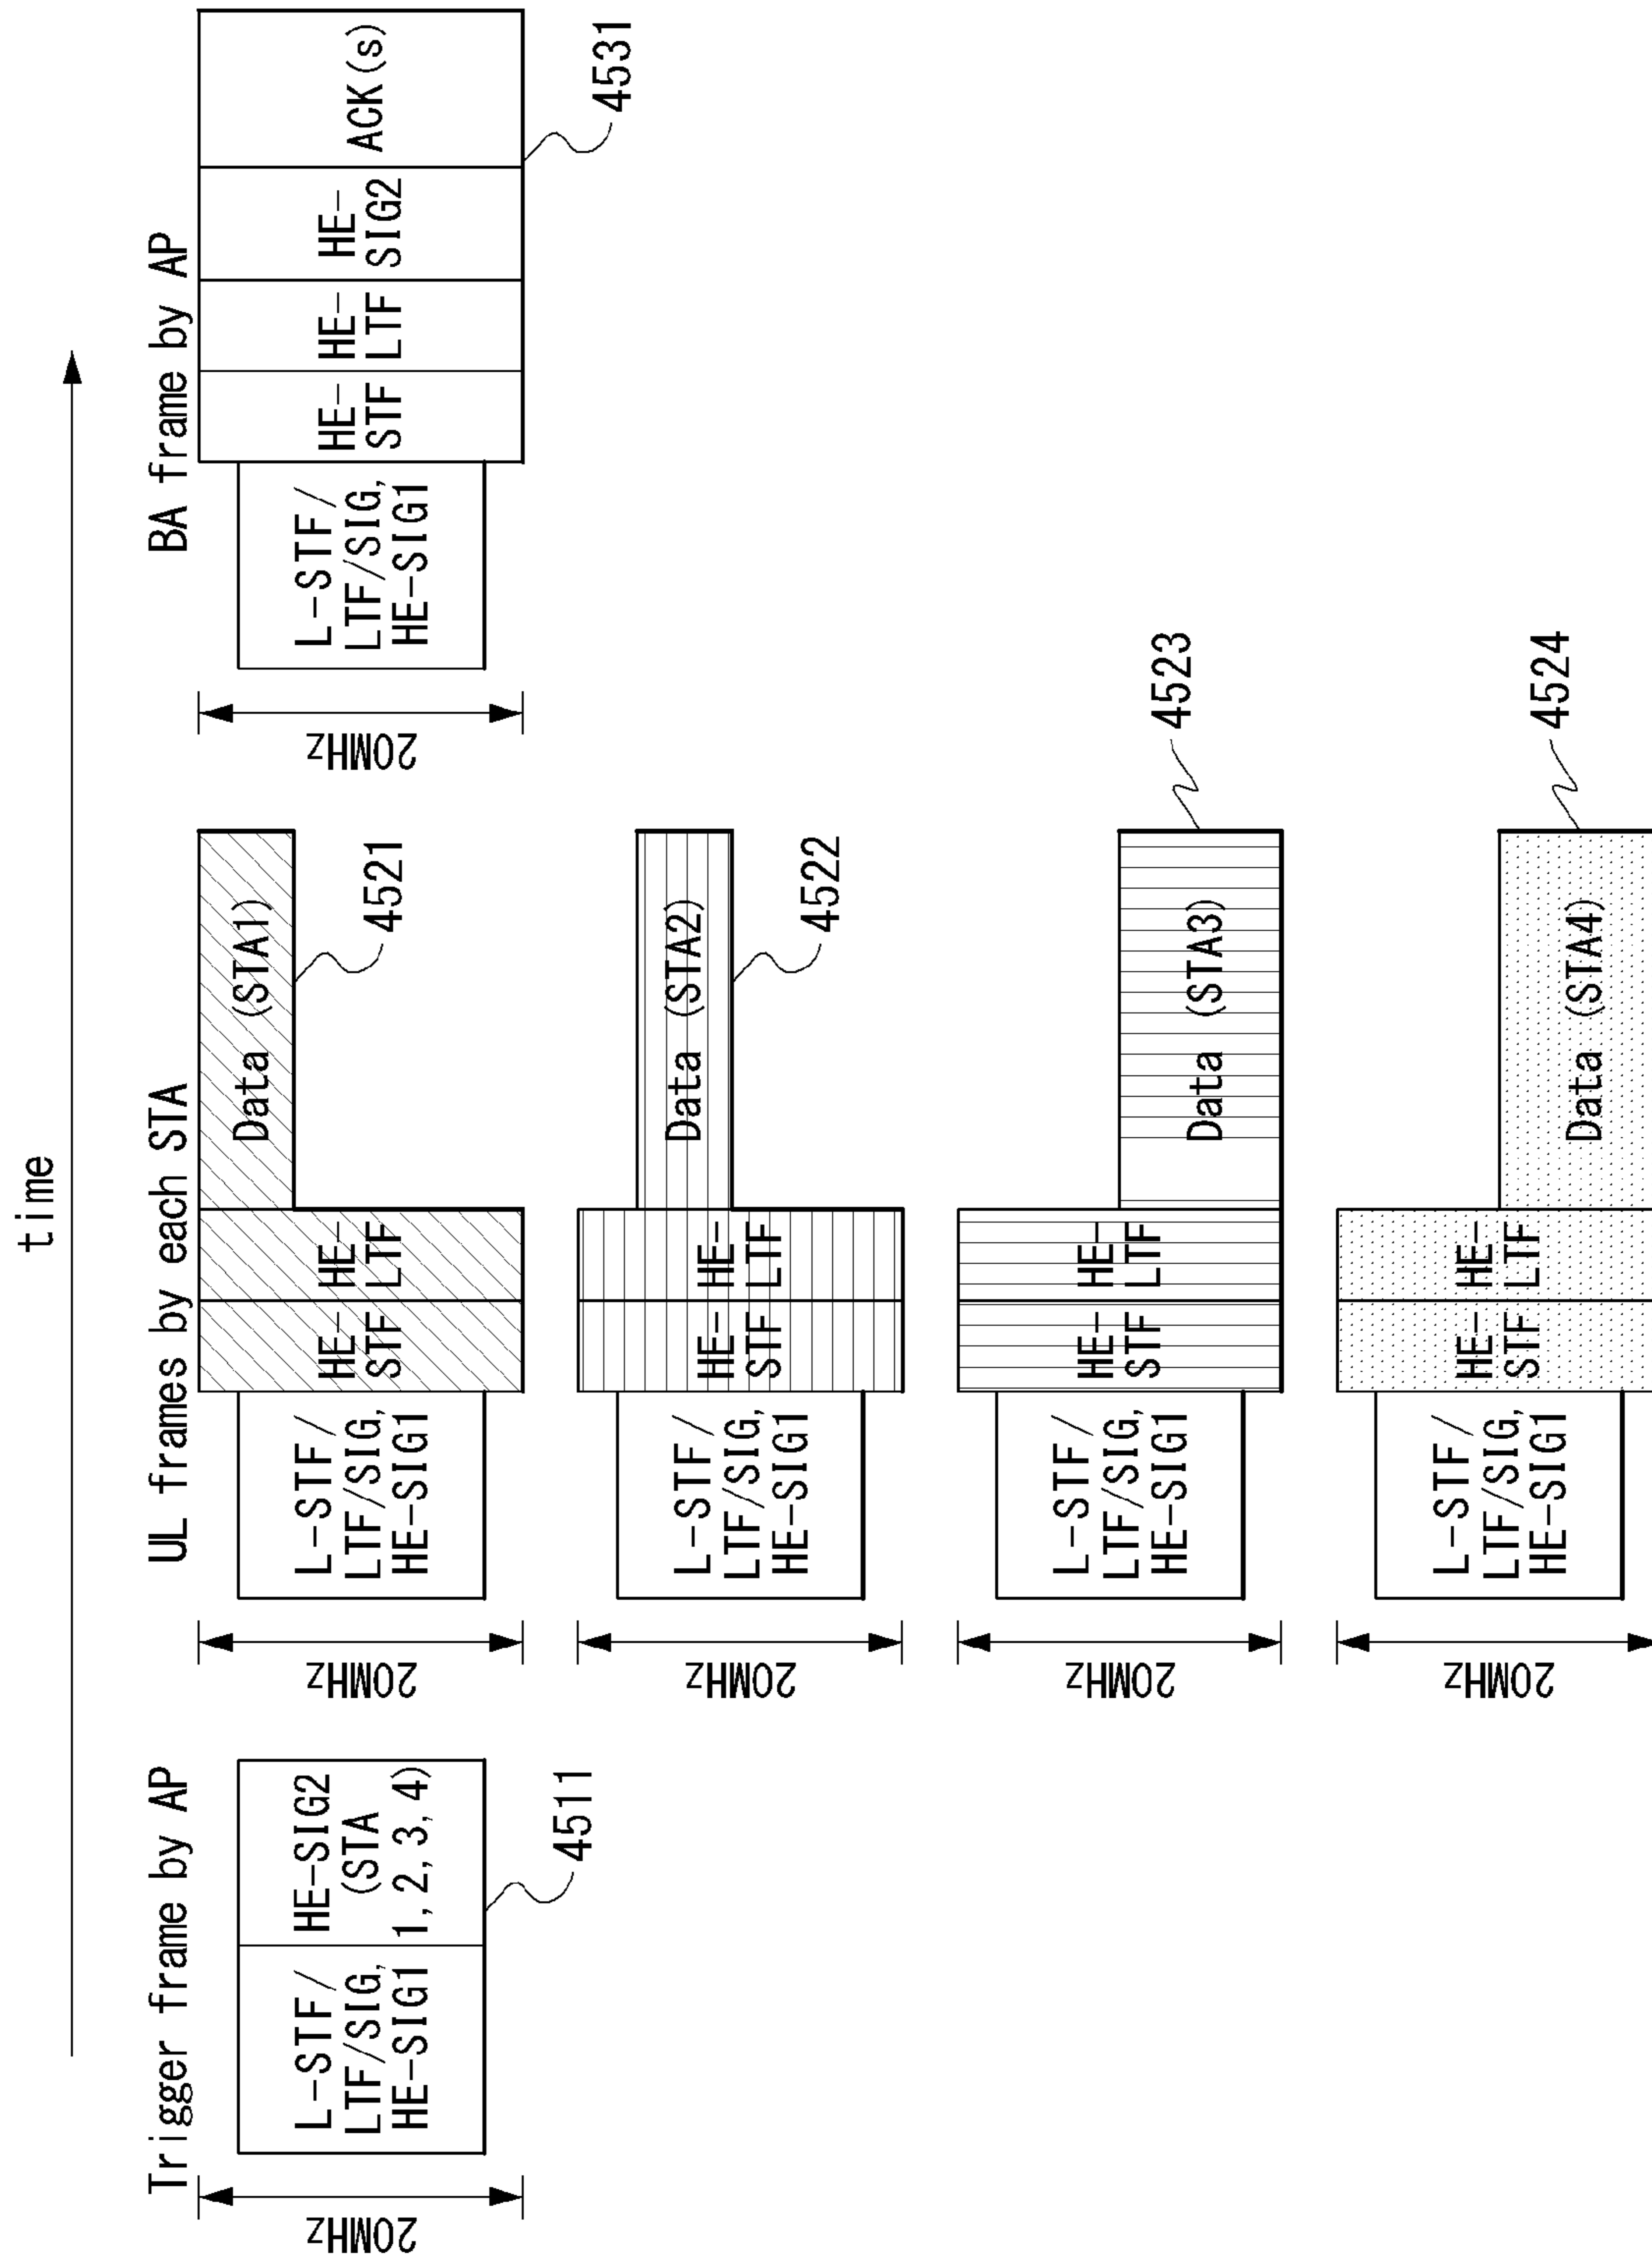 time
Trigger frame by AP
20MHz
L-STF/
LTF/SIG,
HE-SIG1
HE-SIG2
(STA
1,2,3,4)
4511
UL frames by each STA
20MHz
L-STF/
LTF/SIG,
HE-SIG1
HE-
STF
HE-
LTF
Data (STA1)
4521
20MHz
L-STF/
LTF/SIG,
HE-SIG1
HE-
STF
HE-
LTF
Data (STA2)
4522
20MHz
L-STF/
LTF/SIG,
HE-SIG1
HE-
STF
HE-
LTF
Data (STA3)
4523
20MHz
L-STF/
LTF/SIG,
HE-SIG1
HE-
STF
HE-
LTF
Data (STA4)
4524
BA frame by AP
20MHz
L-STF/
LTF/SIG,
HE-SIG1
HE-
STF
HE-
LTF
HE-
SIG2
ACK(s)
4531